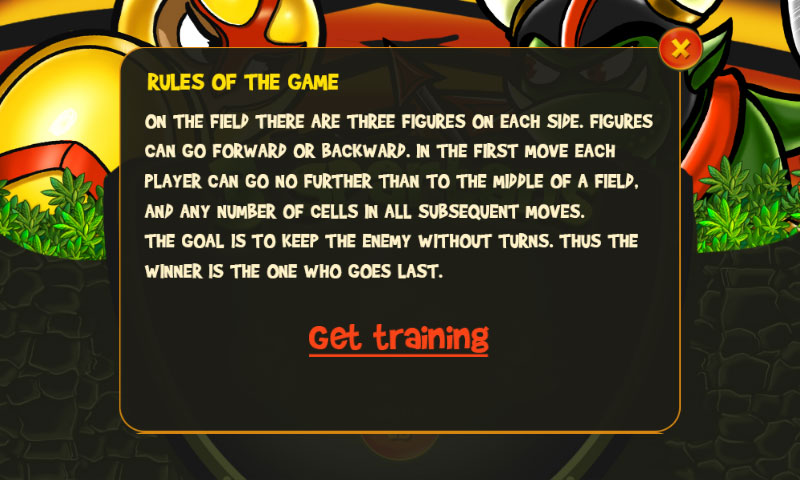 RULES OF THE GAME
ON THE FIELD THERE ARE THREE FIGURES ON EACH SIDE. FIGURES
CAN GO FORWARD OR BACKWARD. IN THE FIRST MOVE EACH
PLAYER CAN GO NO FURTHER THAN TO THE MIDDLE OF A FIELD,
AND ANY NUMBER OF CELLS IN ALL SUBSEQUENT MOVES.
THE GOAL IS TO KEEP THE ENEMY WITHOUT TURNS. THUS THE
WINNER IS THE ONE WHO GOES LAST.
Get training